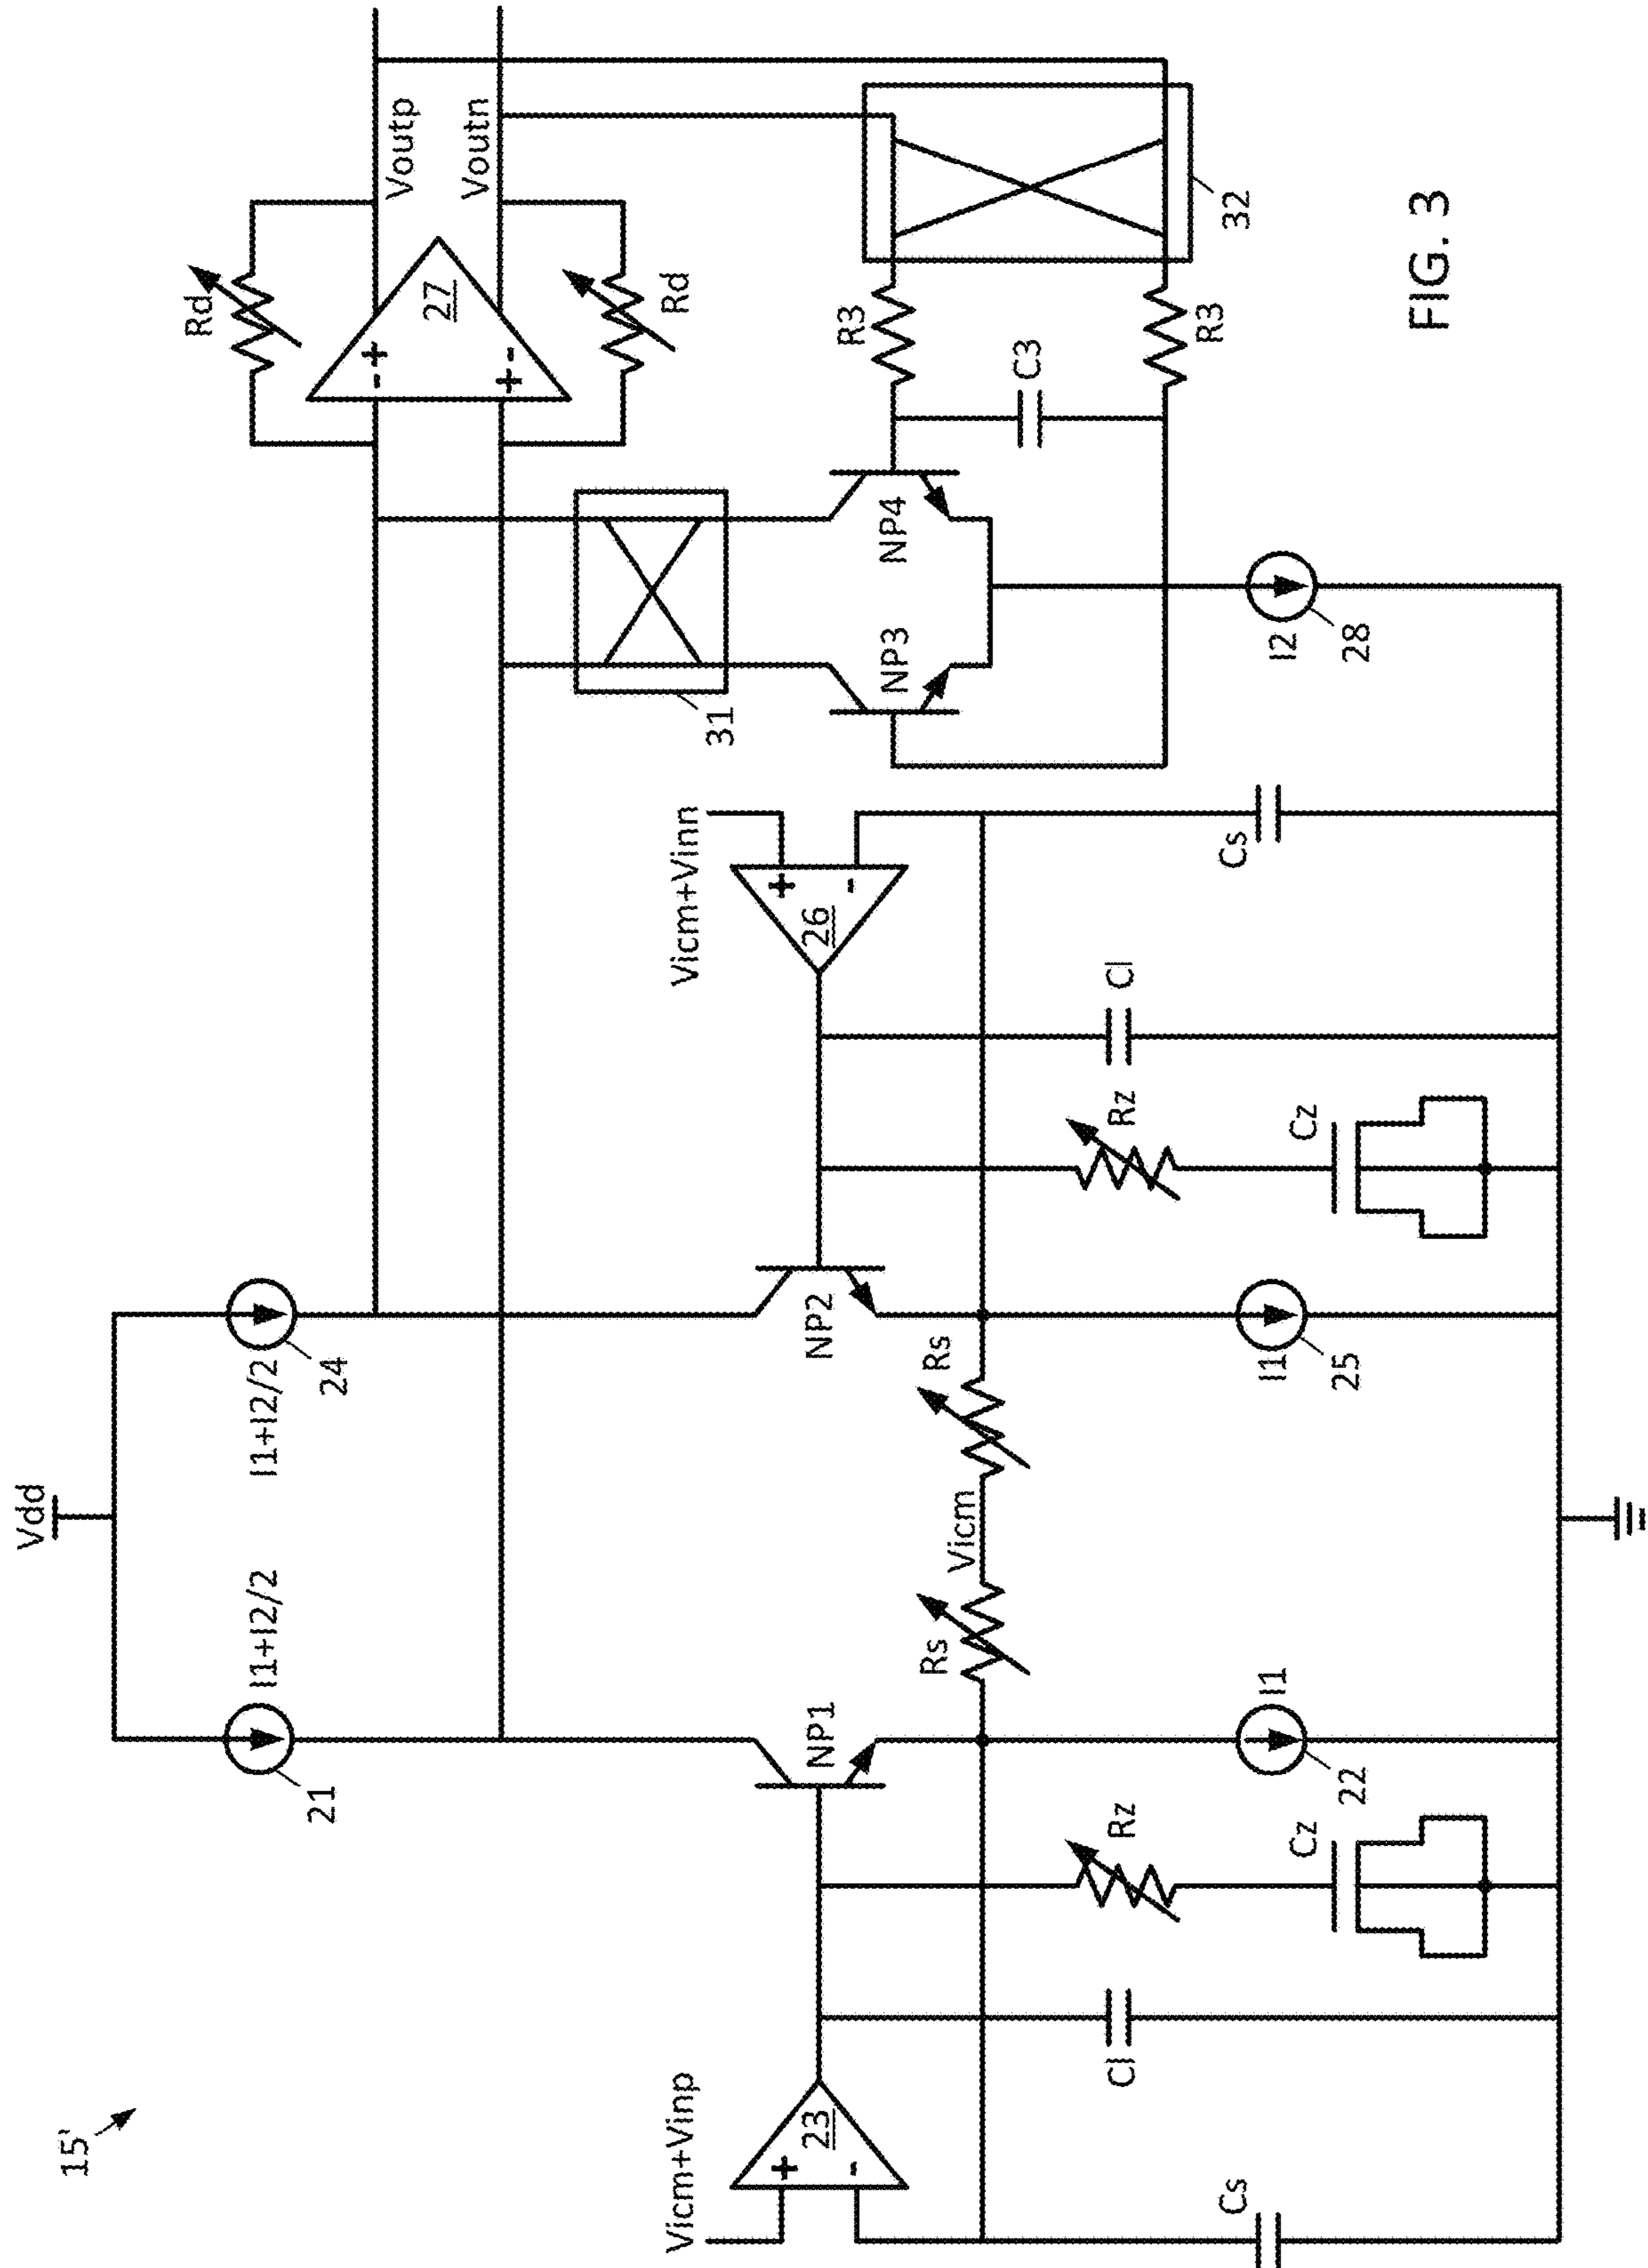 15'
Vdd
I1+I2/2
I1+I2/2
21
24
Rd
Voutp
27
- +
+ -
Voutn
Rd
Vicm+Vinp
+
-
23
NP1
NP2
Vicm+Vinn
+
-
26
31
NP3
NP4
R3
C3
R3
32
Rs
Vicm
Rs
Cl
Rz
Rz
Cl
Cs
Cz
I1
22
I1
25
Cz
Cs
I2
28
FIG. 3